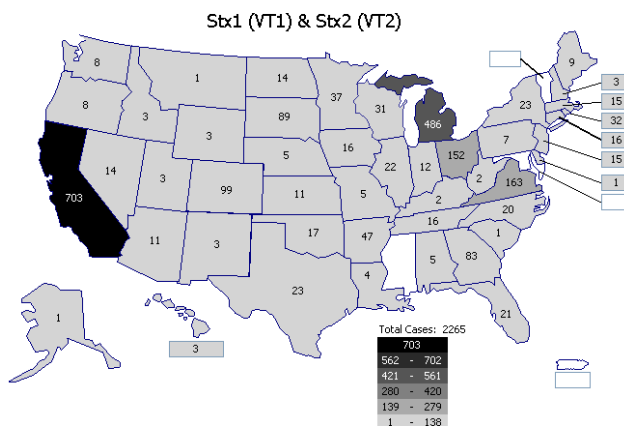 Stx1 (VT1) & Stx2 (VT2)
8 1 14 37 9
8 3 89 31 486 23 3
3 15
14 3 5 16 22 12 152 7 32
16
703 99 11 5 2 2 163 15
1
11 3 17 47 16 20
1
23 4 5 83
21
1 3
Total Cases: 2265
703
562 - 702
421 - 561
280 - 420
139 - 279
1 - 138